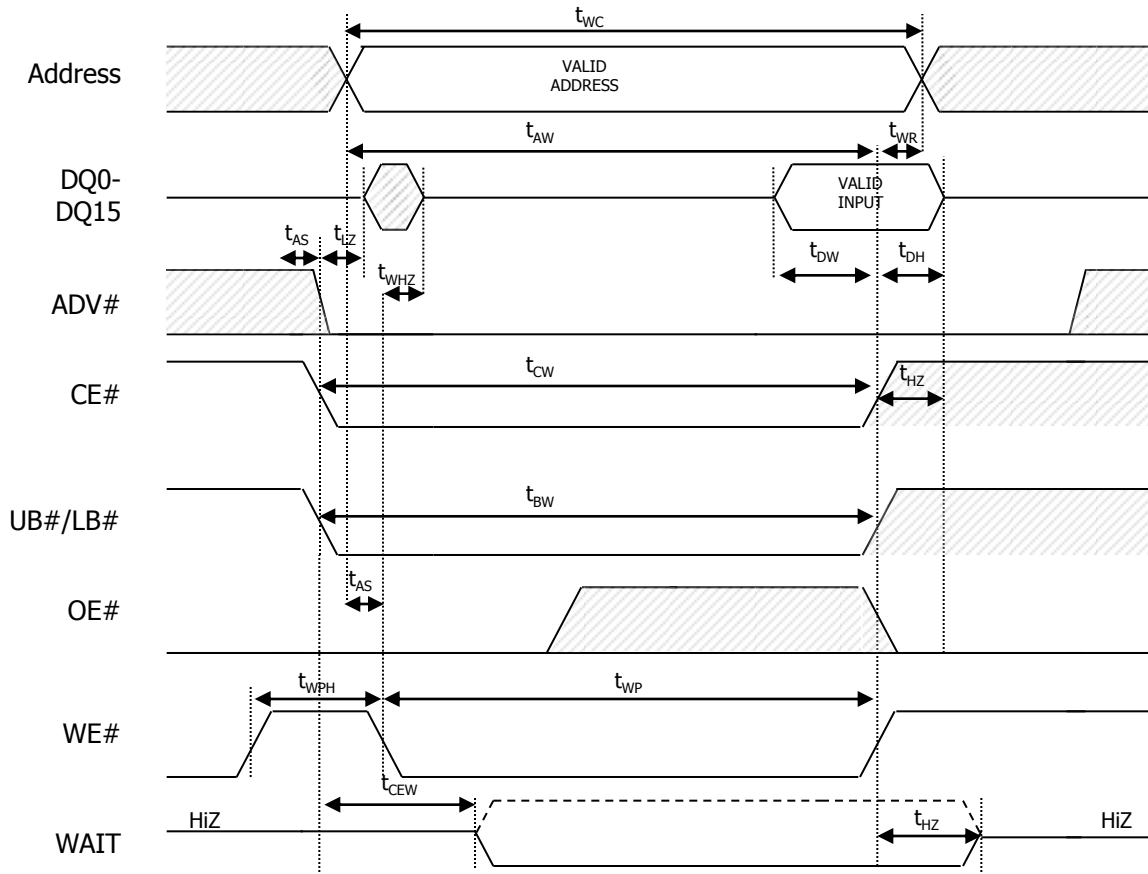 tWC
Address
VALID
ADDRESS
tAW
tWR
DQ0-
DQ15
VALID
INPUT
tAS
tLZ
tWHZ
tDW
tDH
ADV#
tCW
CE#
tHZ
tBW
UB#/LB#
tAS
OE#
tWPH
tWP
WE#
tCEW
HiZ
WAIT
tHZ
HiZ